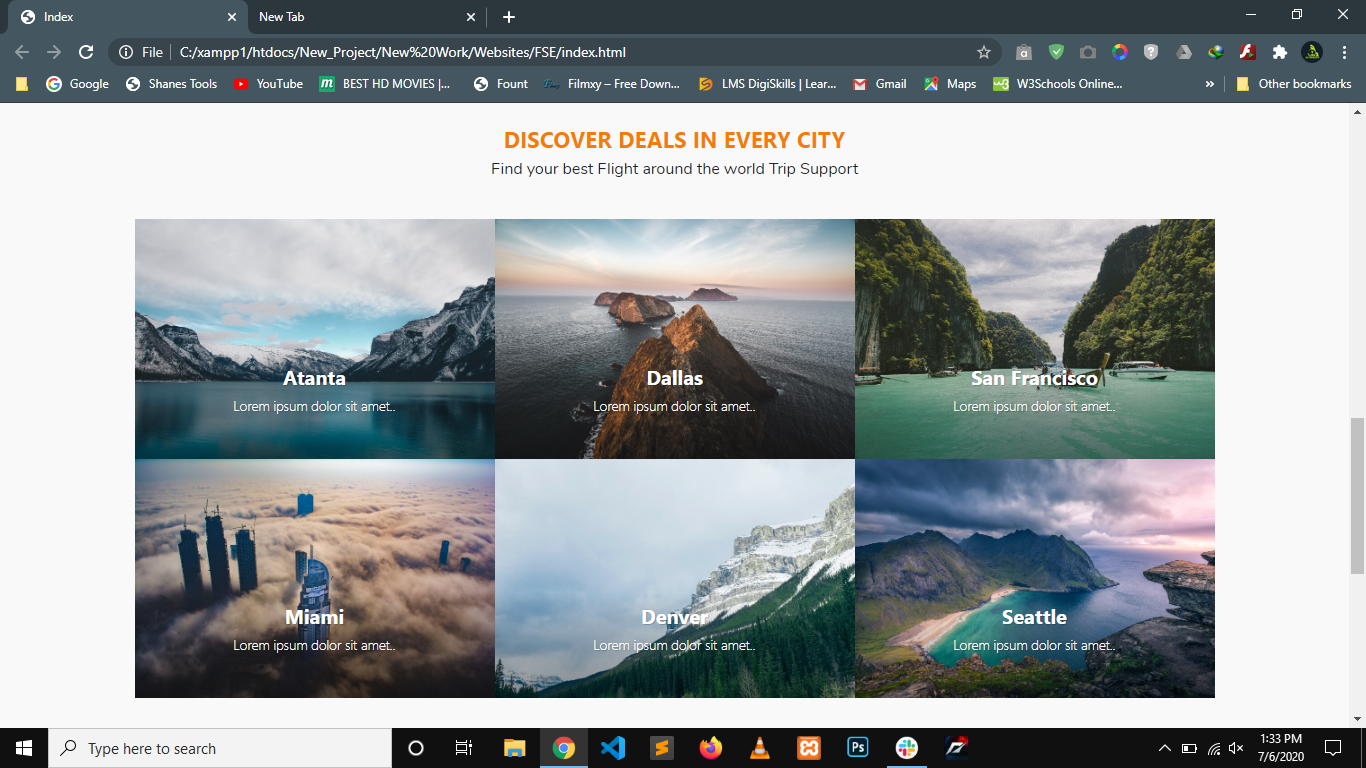 Index
New Tab
File
C:/xampp1/htdocs/New_Project/New%20Work/Websites/FSE/index.html
Google
Shanes Tools
YouTube
BEST HD MOVIES |...
Fount
Filmxy – Free Down...
LMS DigiSkills | Lear...
Gmail
Maps
W3Schools Online...
»
Other bookmarks
DISCOVER DEALS IN EVERY CITY
Find your best Flight around the world Trip Support
Atanta
Lorem ipsum dolor sit amet..
Dallas
Lorem ipsum dolor sit amet..
San Francisco
Lorem ipsum dolor sit amet..
Miami
Lorem ipsum dolor sit amet..
Denver
Lorem ipsum dolor sit amet..
Seattle
Lorem ipsum dolor sit amet..
Type here to search
Ps
1:33 PM
7/6/2020